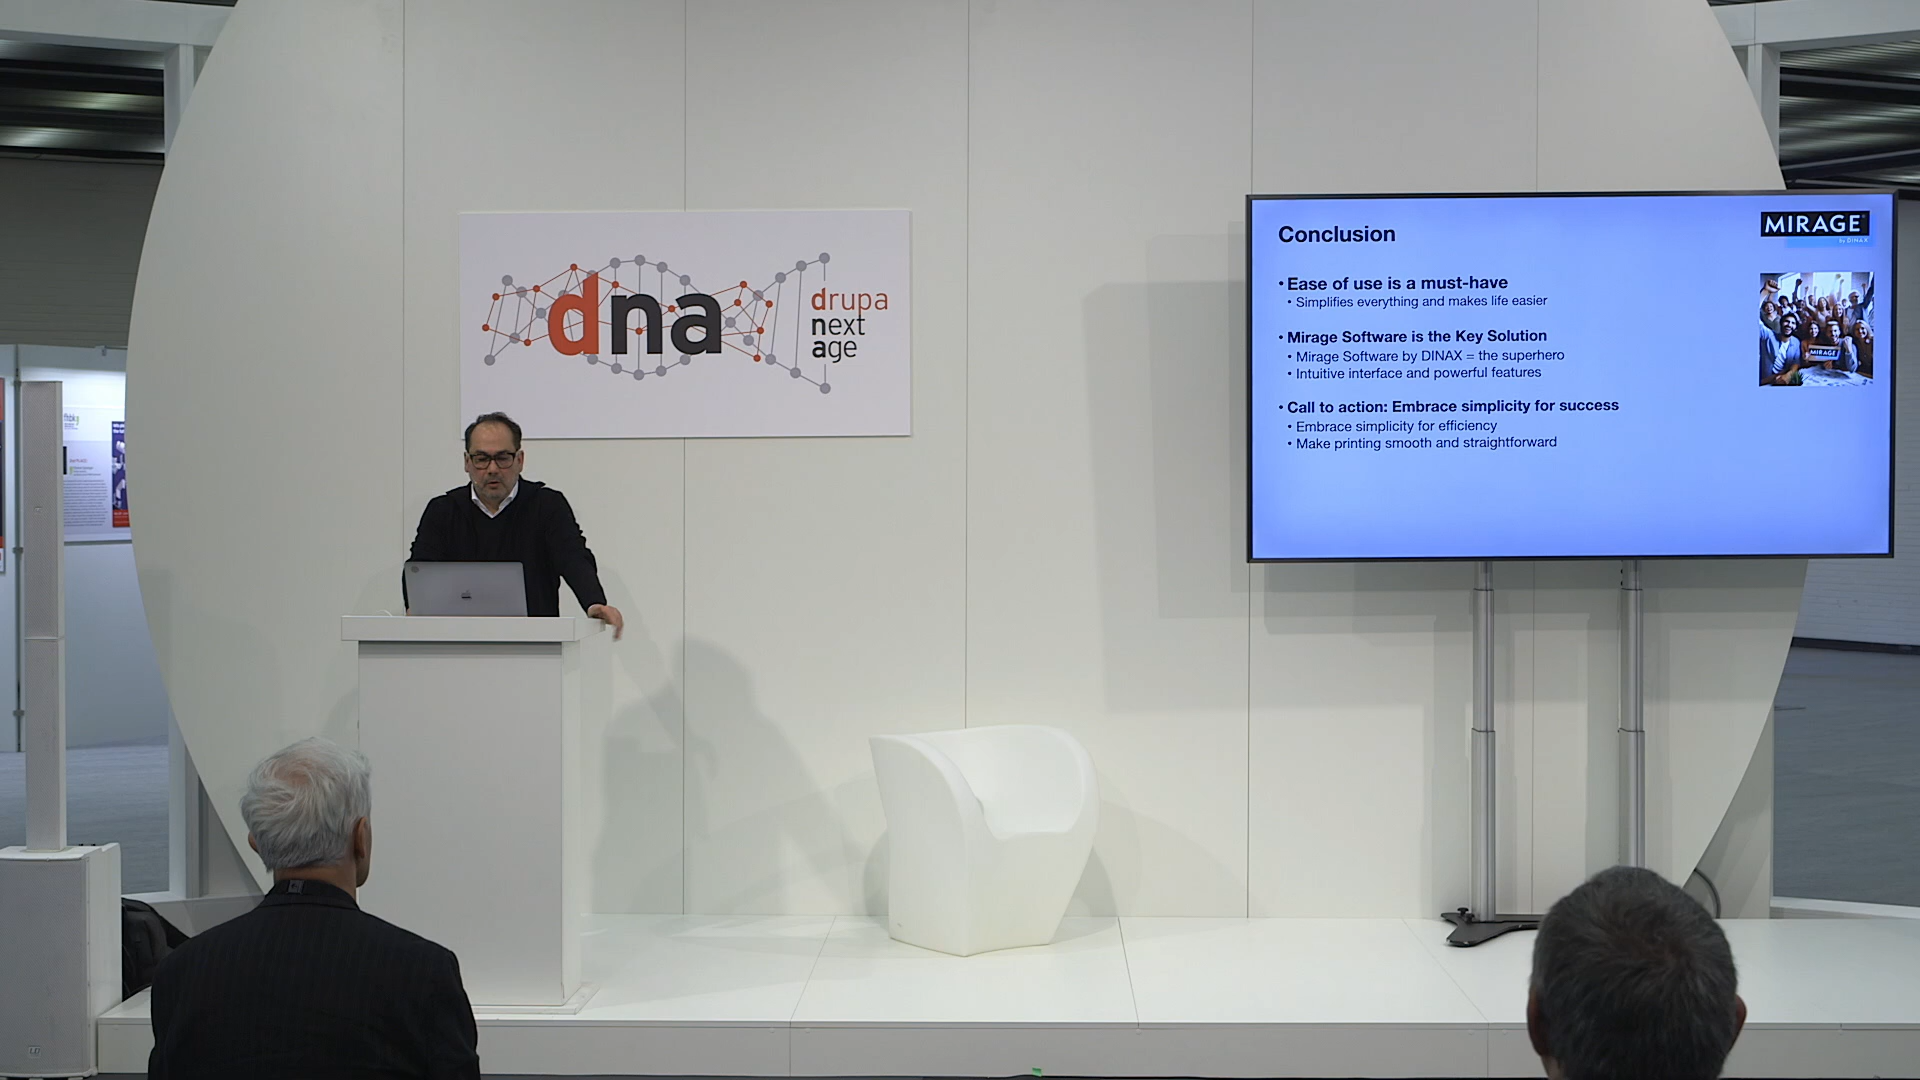 dna
drupa
next
age
Conclusion
MIRAGE
by DINAX
• Ease of use is a must-have
• Simplifies everything and makes life easier
• Mirage Software is the Key Solution
• Mirage Software by DINAX = the superhero
• Intuitive interface and powerful features
MIRAGE
• Call to action: Embrace simplicity for success
• Embrace simplicity for efficiency
• Make printing smooth and straightforward